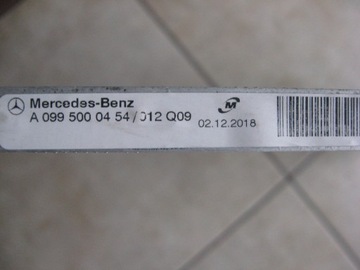 Mercedes-Benz
A 099 500 04 54 / 012 Q09
M
02.12.2018